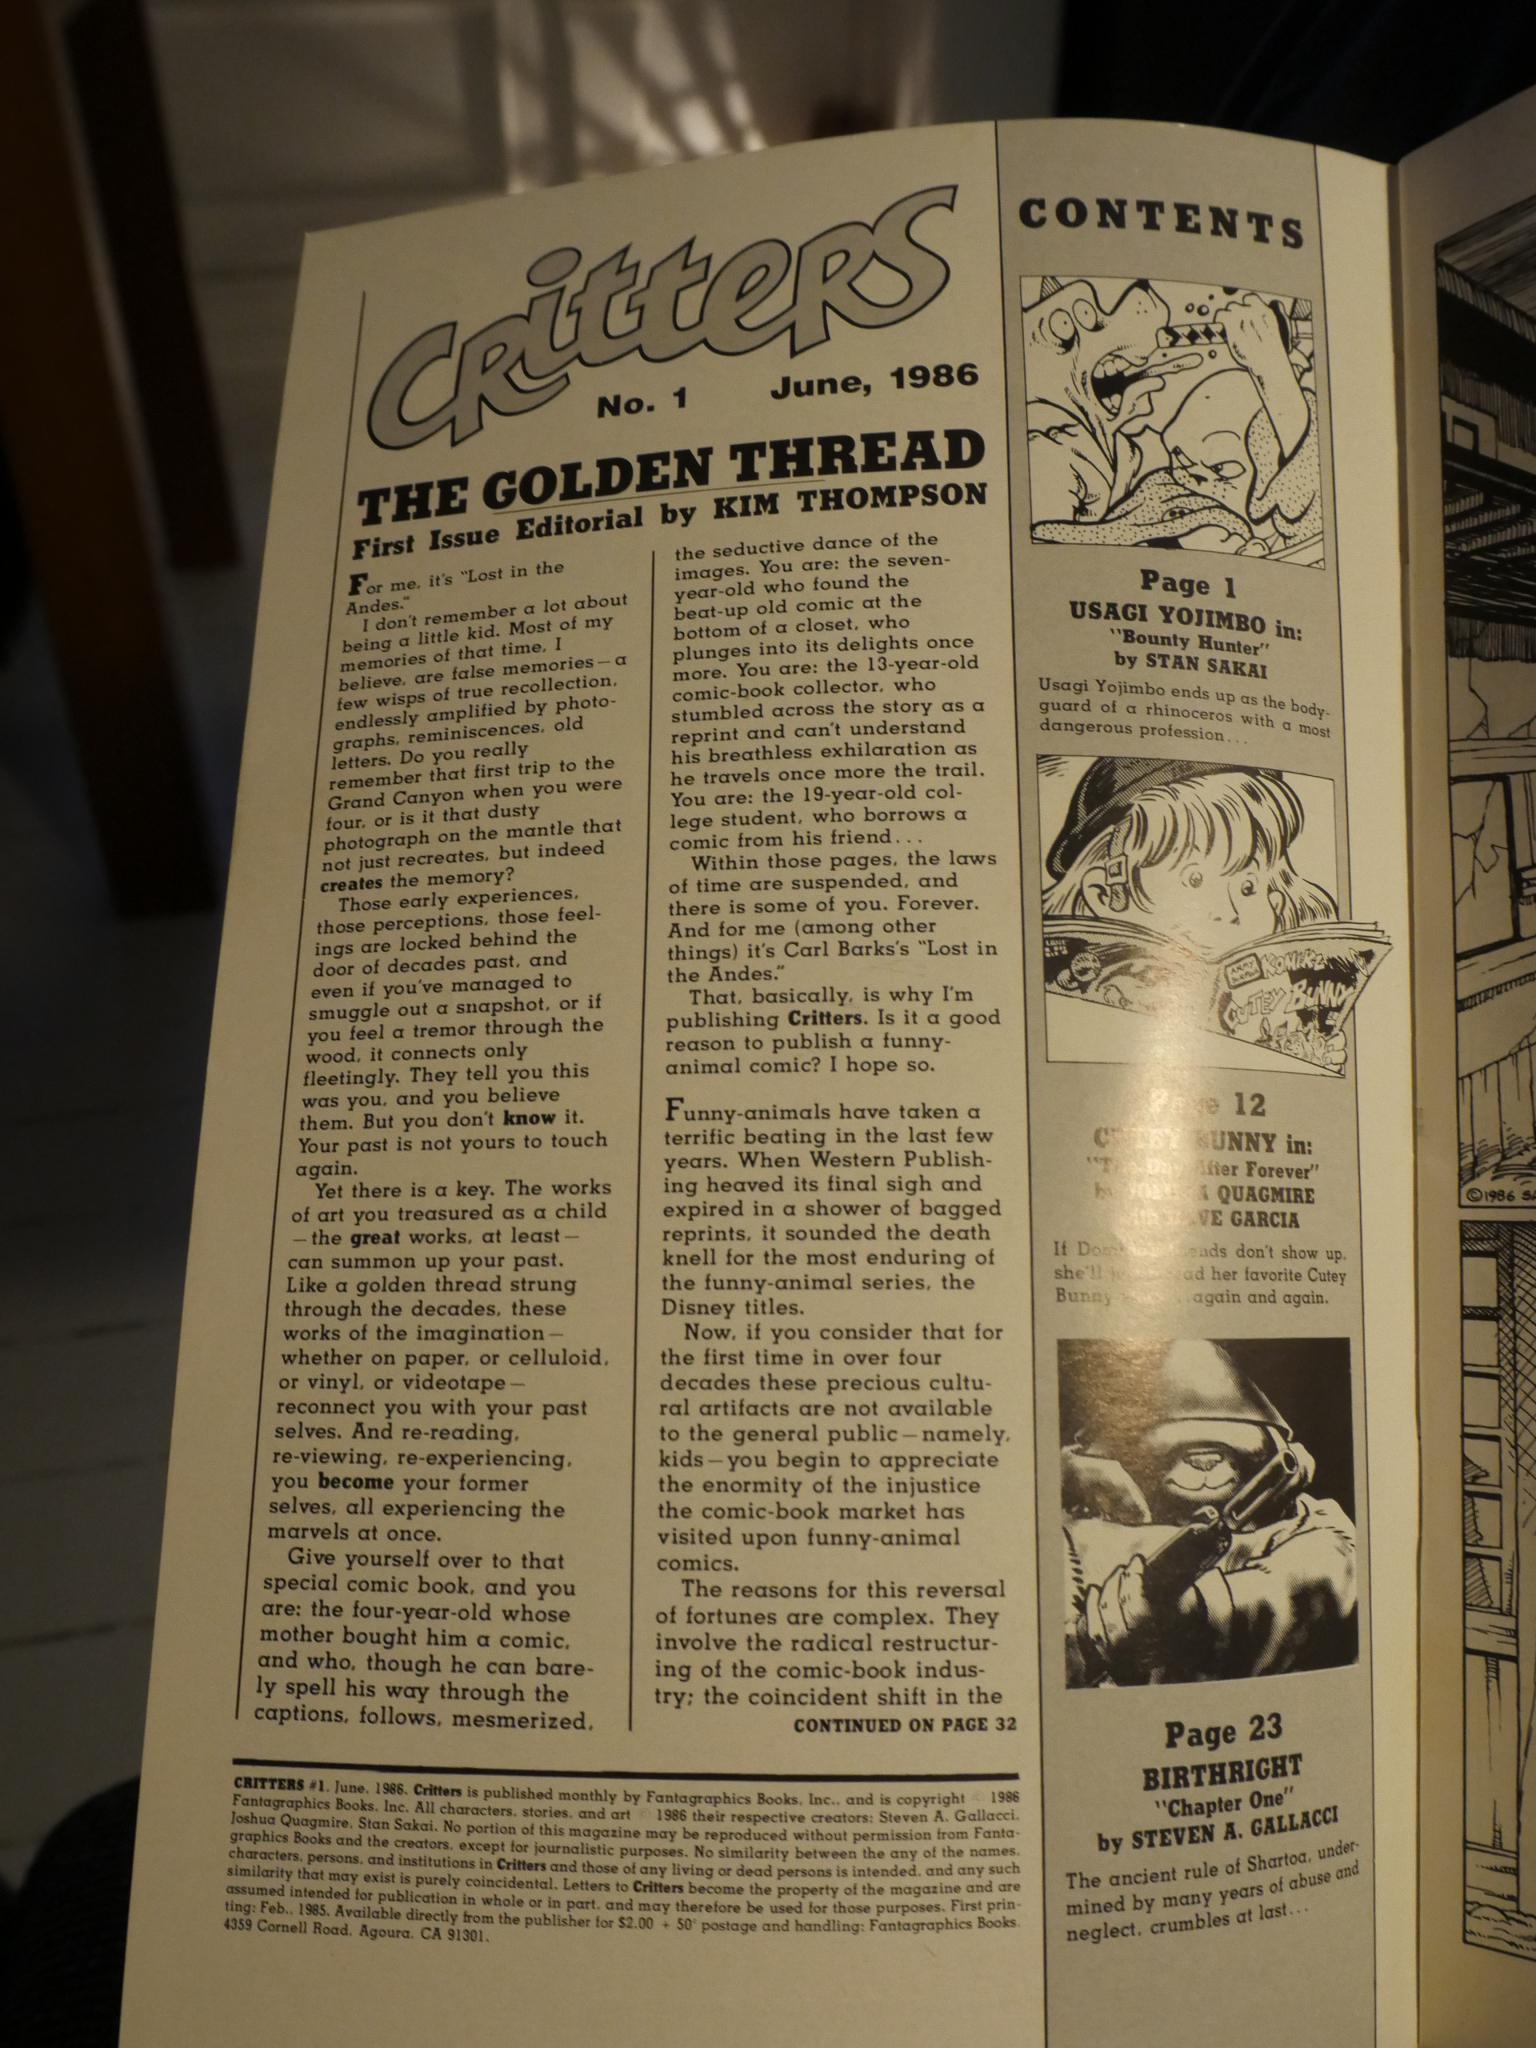 Critters
No. 1 June, 1986
THE GOLDEN THREAD
First Issue Editorial by KIM THOMPSON
For me, it's "Lost in the
Andes."
I don't remember a lot about
being a little kid. Most of my
memories of that time, I
believe, are false memories—a
few wisps of true recollection,
endlessly amplified by photo-
graphs, reminiscences, old
letters. Do you really
remember that first trip to the
Grand Canyon when you were
four, or is it that dusty
photograph on the mantle that
not just recreates, but indeed
creates the memory?
Those early experiences,
those perceptions, those feel-
ings are locked behind the
door of decades past, and
even if you've managed to
smuggle out a snapshot, or if
you feel a tremor through the
wood, it connects only
fleetingly. They tell you this
was you, and you believe
them. But you don't know it.
Your past is not yours to touch
again.
Yet there is a key. The works
of art you treasured as a child
—the great works, at least—
can summon up your past.
Like a golden thread strung
through the decades, these
works of the imagination—
whether on paper, or celluloid,
or vinyl, or videotape—
reconnect you with your past
selves. And re-reading,
re-viewing, re-experiencing,
you become your former
selves, all experiencing the
marvels at once.
Give yourself over to that
special comic book, and you
are: the four-year-old whose
mother bought him a comic,
and who, though he can bare-
ly spell his way through the
captions, follows, mesmerized,
the seductive dance of the
images. You are: the seven-
year-old who found the
beat-up old comic at the
bottom of a closet, who
plunges into its delights once
more. You are: the 13-year-old
comic-book collector, who
stumbled across the story as a
reprint and can't understand
his breathless exhilaration as
he travels once more the trail.
You are: the 19-year-old col-
lege student, who borrows a
comic from his friend...
Within those pages, the laws
of time are suspended, and
there is some of you. Forever.
And for me (among other
things) it's Carl Barks's "Lost in
the Andes."
That, basically, is why I'm
publishing Critters. Is it a good
reason to publish a funny-
animal comic? I hope so.
Funny-animals have taken a
terrific beating in the last few
years. When Western Publish-
ing heaved its final sigh and
expired in a shower of bagged
reprints, it sounded the death
knell for the most enduring of
the funny-animal series, the
Disney titles.
Now, if you consider that for
the first time in over four
decades these precious cultu-
ral artifacts are not available
to the general public—namely,
kids—you begin to appreciate
the enormity of the injustice
the comic-book market has
visited upon funny-animal
comics.
The reasons for this reversal
of fortunes are complex. They
involve the radical restructur-
ing of the comic-book indus-
try; the coincident shift in the
CONTINUED ON PAGE 32
CRITTERS #1, June, 1986. Critters is published monthly by Fantagraphics Books, Inc., and is copyright © 1986
Fantagraphics Books, Inc. All characters, stories, and art © 1986 their respective creators: Steven A. Gallacci,
Joshua Quagmire, Stan Sakai. No portion of this magazine may be reproduced without permission from Fanta-
graphics Books and the creators, except for journalistic purposes. No similarity between the any of the names,
characters, persons, and institutions in Critters and those of any living or dead persons is intended, and any such
similarity that may exist is purely coincidental. Letters to Critters become the property of the magazine and are
assumed intended for publication in whole or in part, and may therefore be used for those purposes. First prin-
ting: Feb., 1985. Available directly from the publisher for $2.00 + 50¢ postage and handling: Fantagraphics Books,
4359 Cornell Road, Agoura, CA 91301.
CONTENTS
Page 1
USAGI YOJIMBO in:
"Bounty Hunter"
by STAN SAKAI
Usagi Yojimbo ends up as the body-
guard of a rhinoceros with a most
dangerous profession...
KOMICZ
CUTEY BUNNY
Page 12
BUNNY in:
After Forever"
QUAGMIRE
GARCIA
If don't show up,
she'll her favorite Cutey
Bunny again and again.
Page 23
BIRTHRIGHT
"Chapter One"
by STEVEN A. GALLACCI
The ancient rule of Shartoa, under-
mined by many years of abuse and
neglect, crumbles at last...
©1986